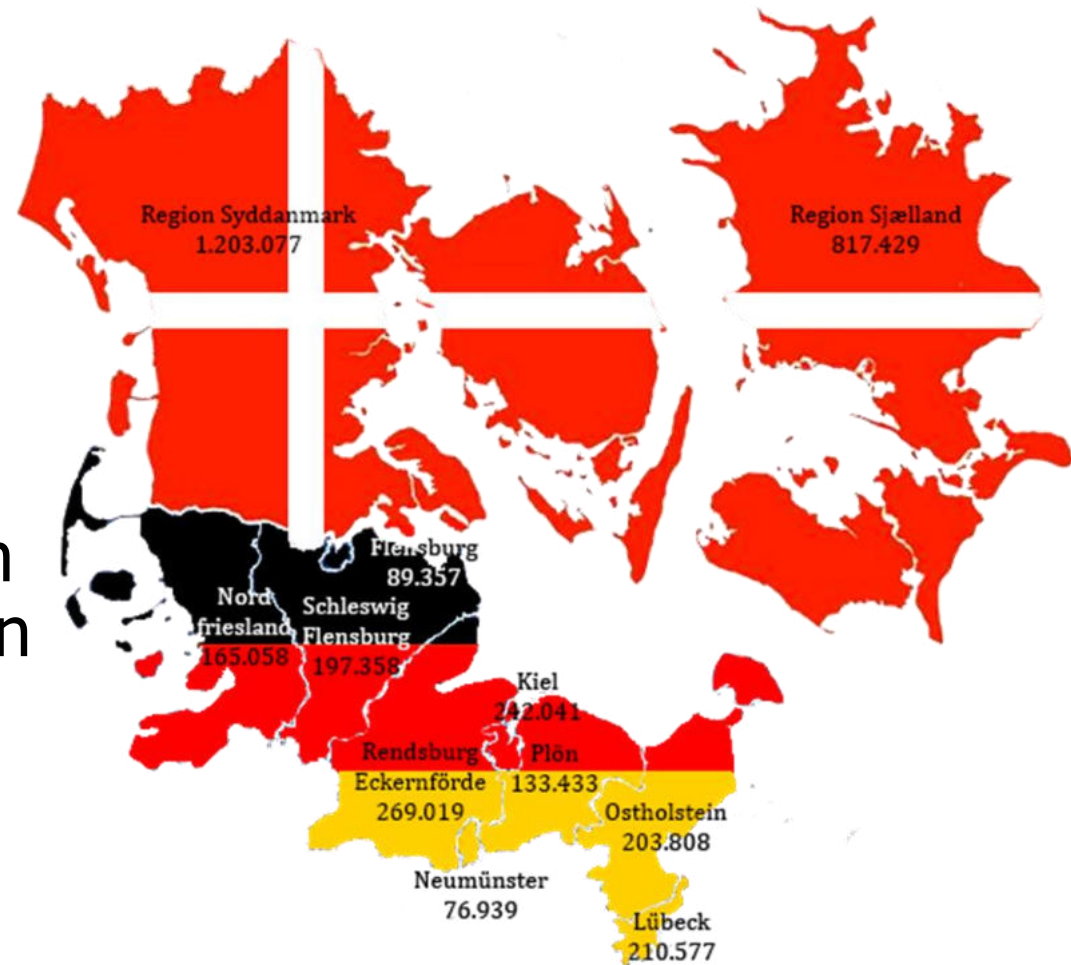 Region Syddanmark
1.203.077
Region Sjælland
817.429
n
n
Flensburg
89.357
Nord
friesland
165.058
Schleswig
Flensburg
197.358
Kiel
242.041
Rendsburg
Eckernförde
269.019
Plön
133.433
Ostholstein
203.808
Neumünster
76.939
Lübeck
210.577